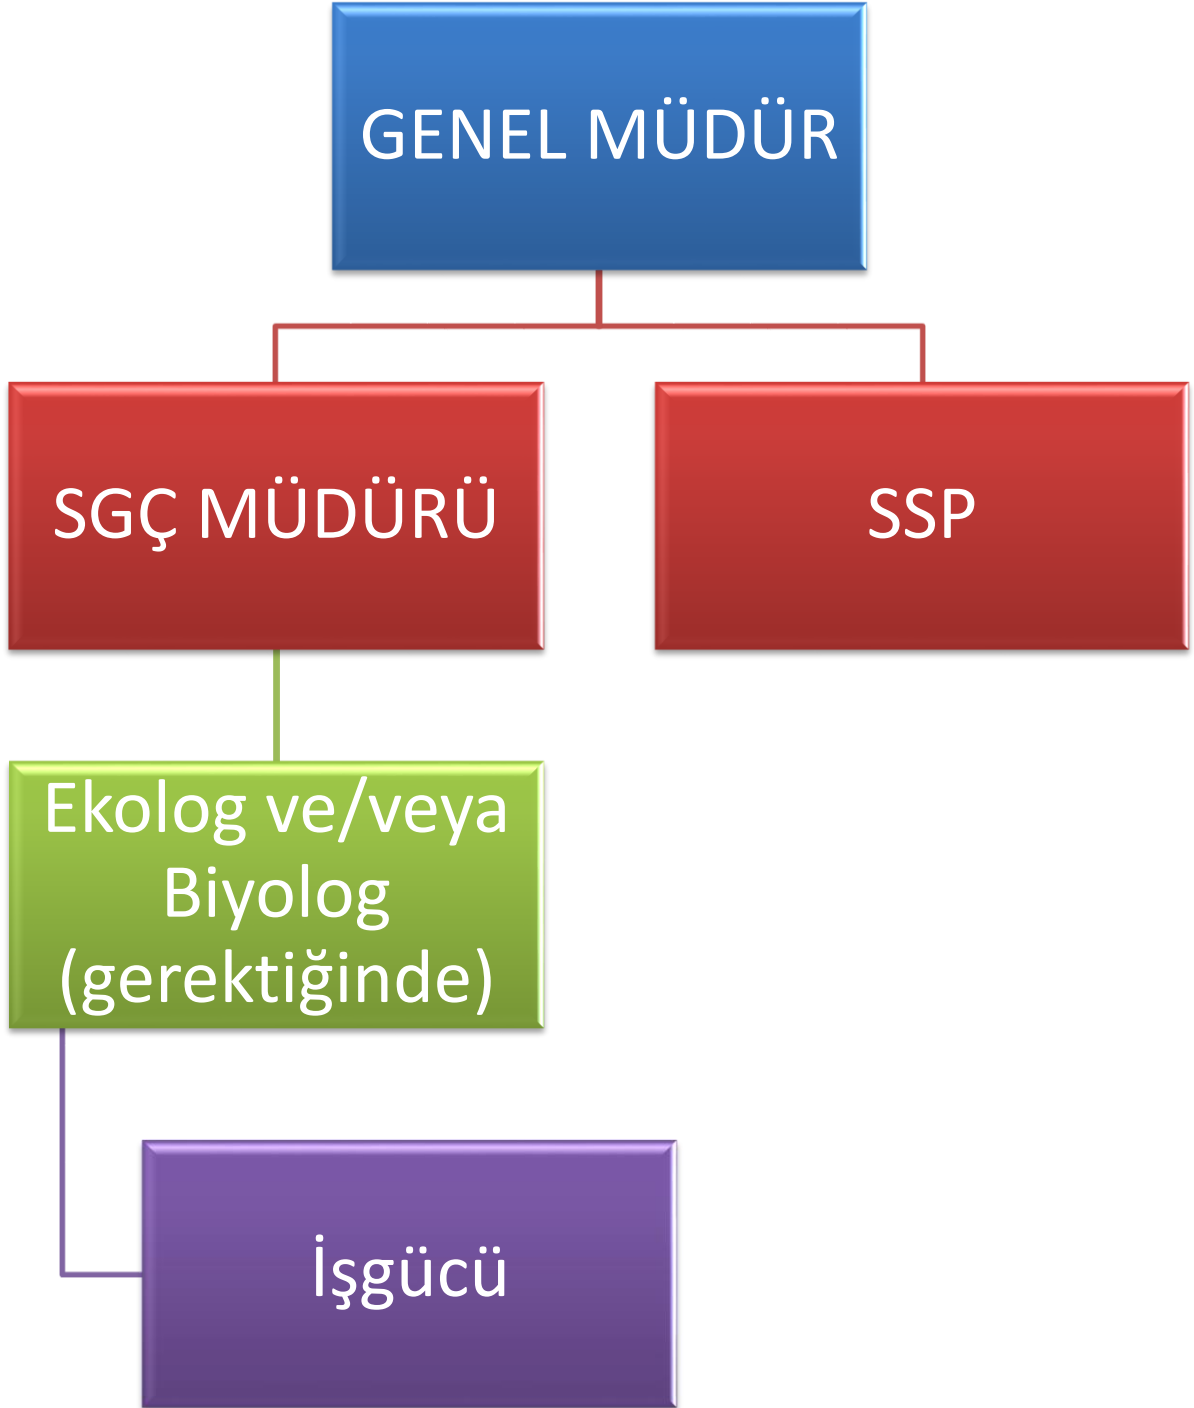 GENEL MÜDÜR
SGÇ MÜDÜRÜ
SSP
Ekolog ve/veya
Biyolog
(gerektiğinde)
İşgücü